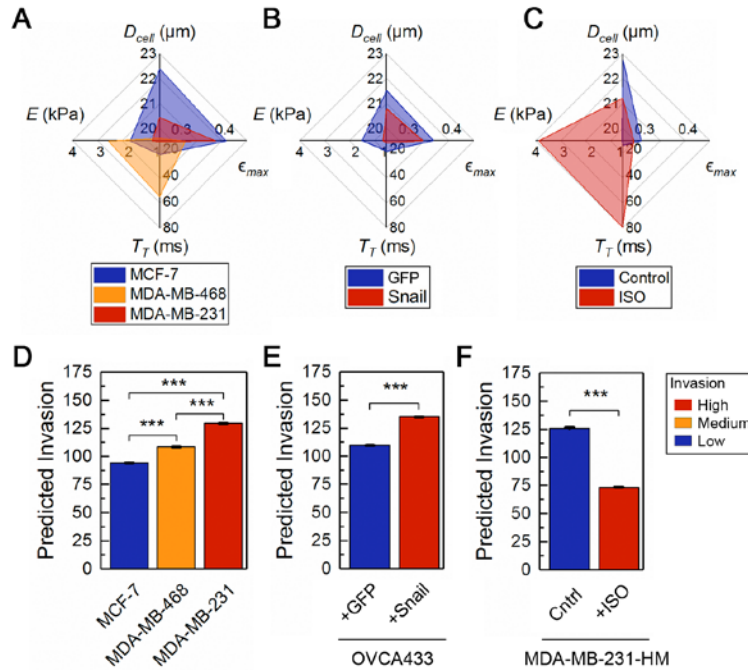 A
D_cell (µm)
23
22
21
20
E (kPa)
4 3 2 1
0.3 0.4
ϵ_max
40
60
80
T_T (ms)
MCF-7
MDA-MB-468
MDA-MB-231
B
D_cell (µm)
23
22
21
20
E (kPa)
4 3 2 1
0.3 0.4
ϵ_max
40
60
80
T_T (ms)
GFP
Snail
C
D_cell (µm)
23
22
21
20
E (kPa)
4 3 2 1
0.3 0.4
ϵ_max
40
60
80
T_T (ms)
Control
ISO
D
Predicted Invasion
175
150
125
100
75
50
25
0
***
*** ***
MCF-7
MDA-MB-468
MDA-MB-231
E
Predicted Invasion
175
150
125
100
75
50
25
0
***
+GFP
+Snail
OVCA433
F
Predicted Invasion
175
150
125
100
75
50
25
0
***
Cntrl
+ISO
MDA-MB-231-HM
Invasion
High
Medium
Low